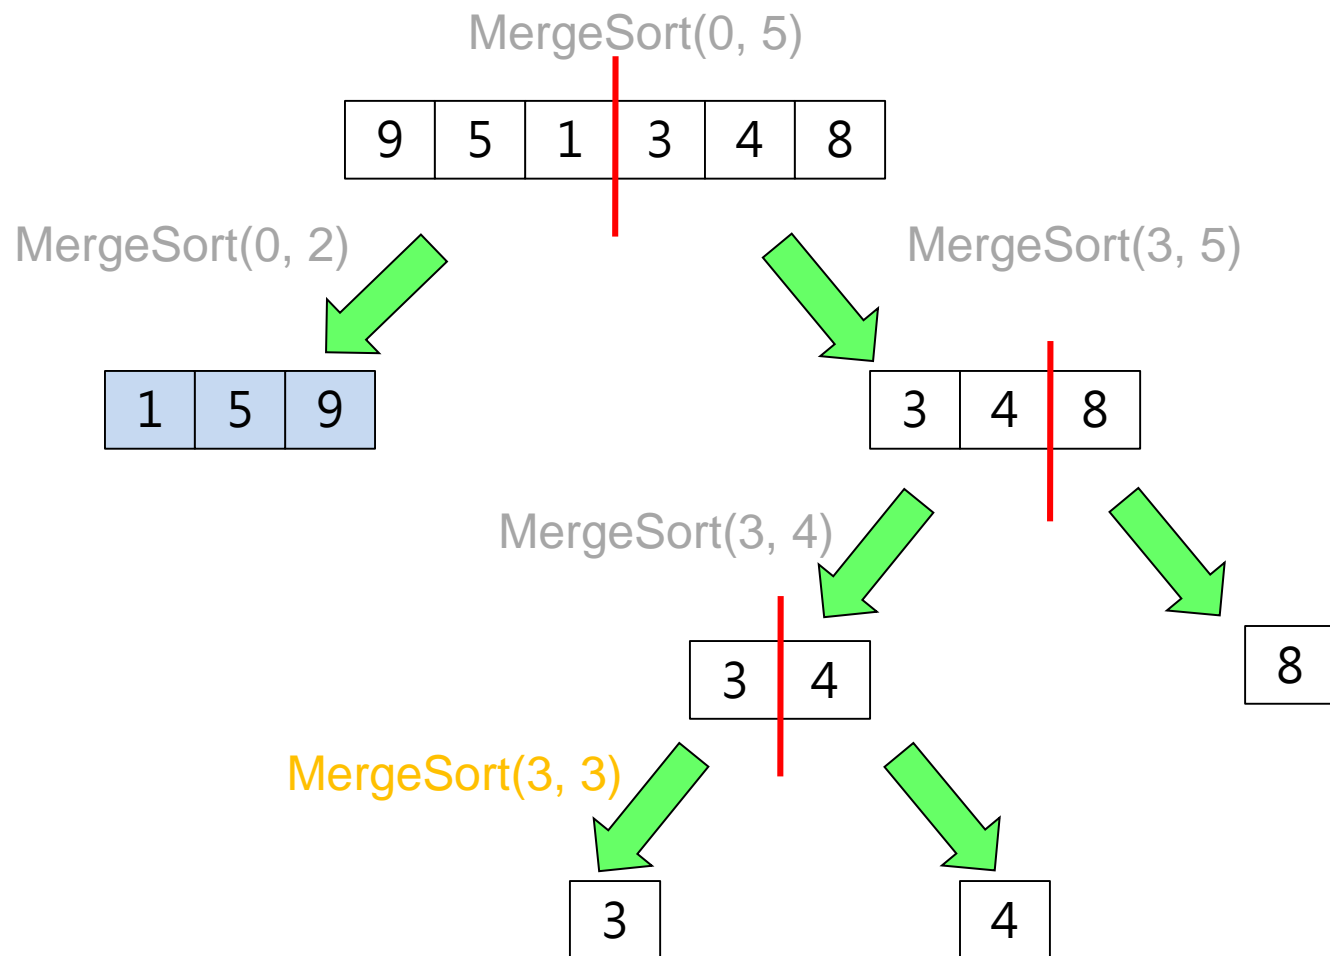 MergeSort(0, 5)
9 5 1 3 4 8
MergeSort(0, 2)
MergeSort(3, 5)
1 5 9
3 4 8
MergeSort(3, 4)
3 4
8
MergeSort(3, 3)
3
4